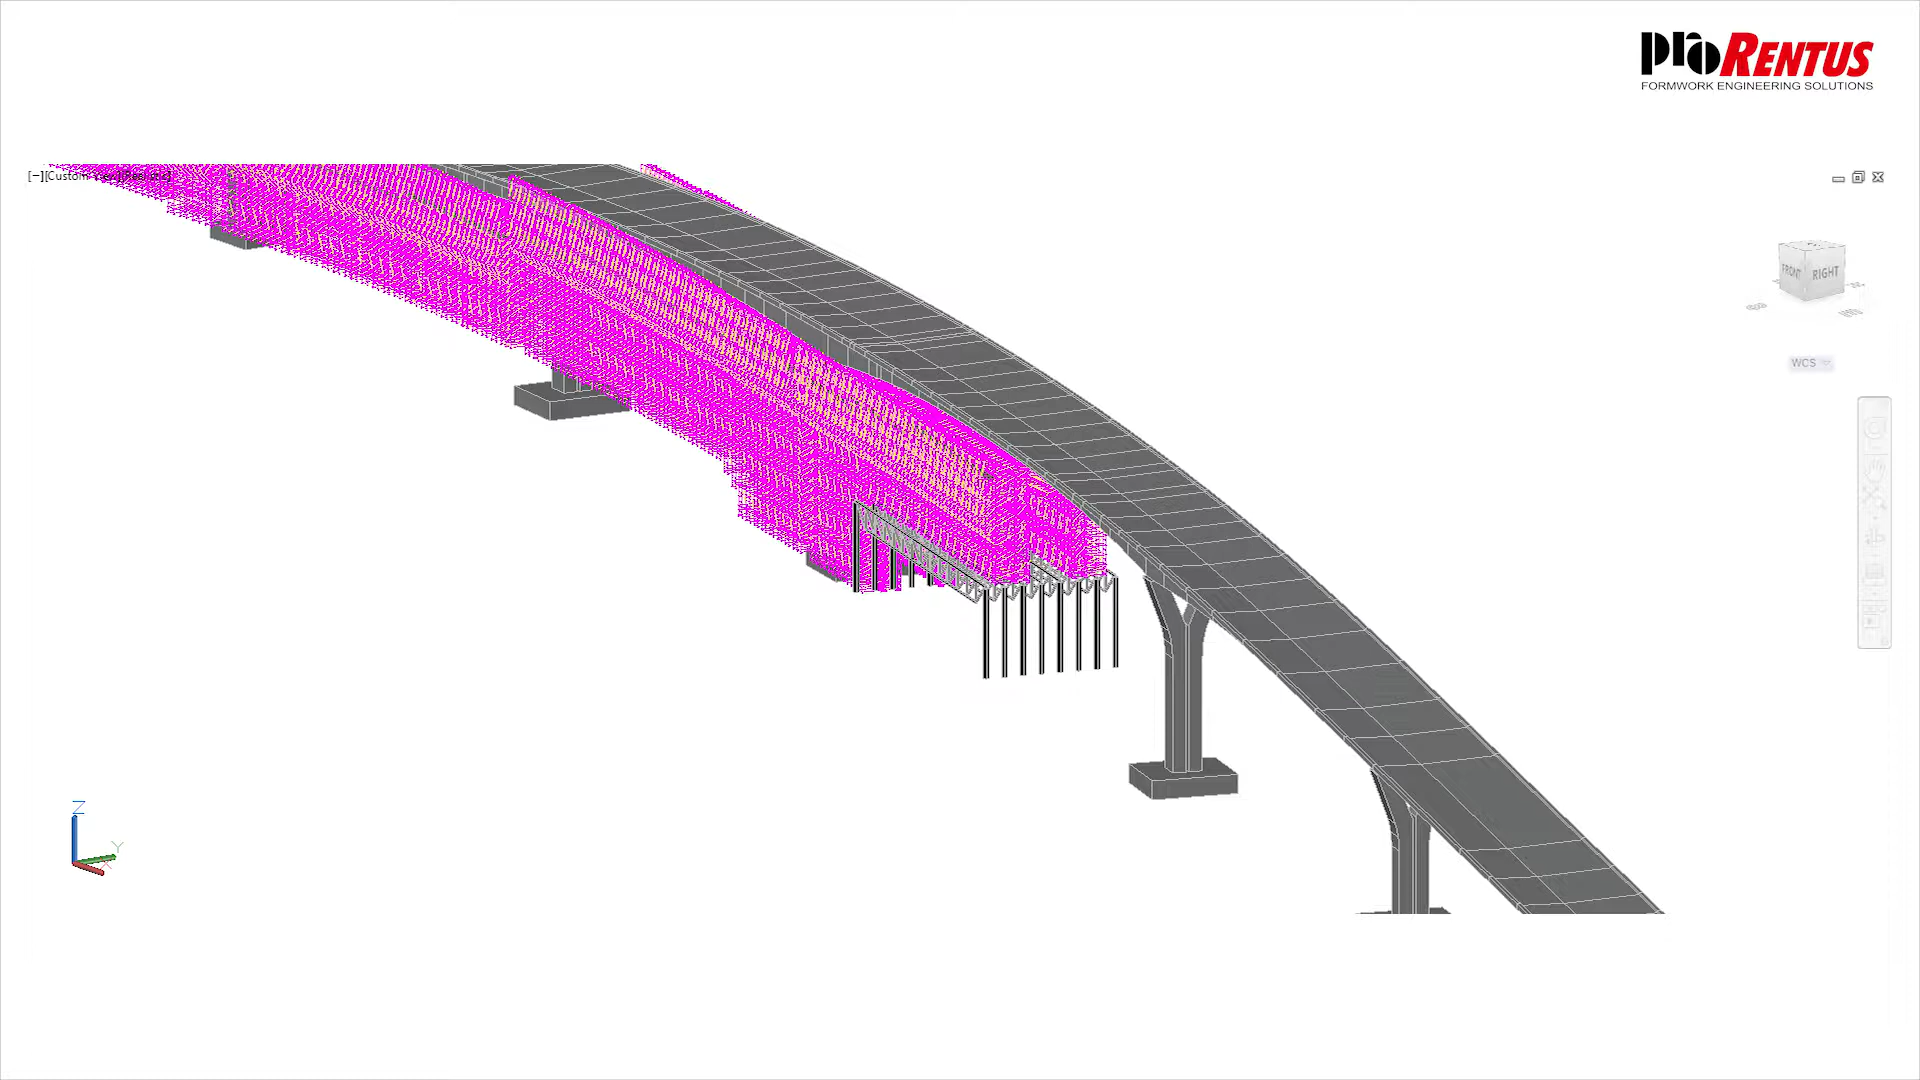 proRENTUS
FORMWORK ENGINEERING SOLUTIONS
[−][Custom View][Realistic]
FRONT
RIGHT
WCS
Z
Y
X